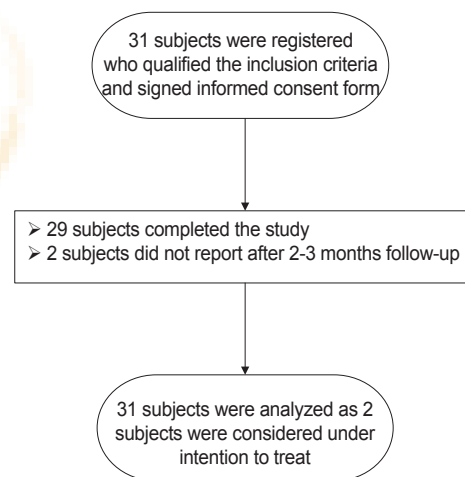 31 subjects were registered
who qualified the inclusion criteria
and signed informed consent form
➢ 29 subjects completed the study
➢ 2 subjects did not report after 2-3 months follow-up
31 subjects were analyzed as 2
subjects were considered under
intention to treat